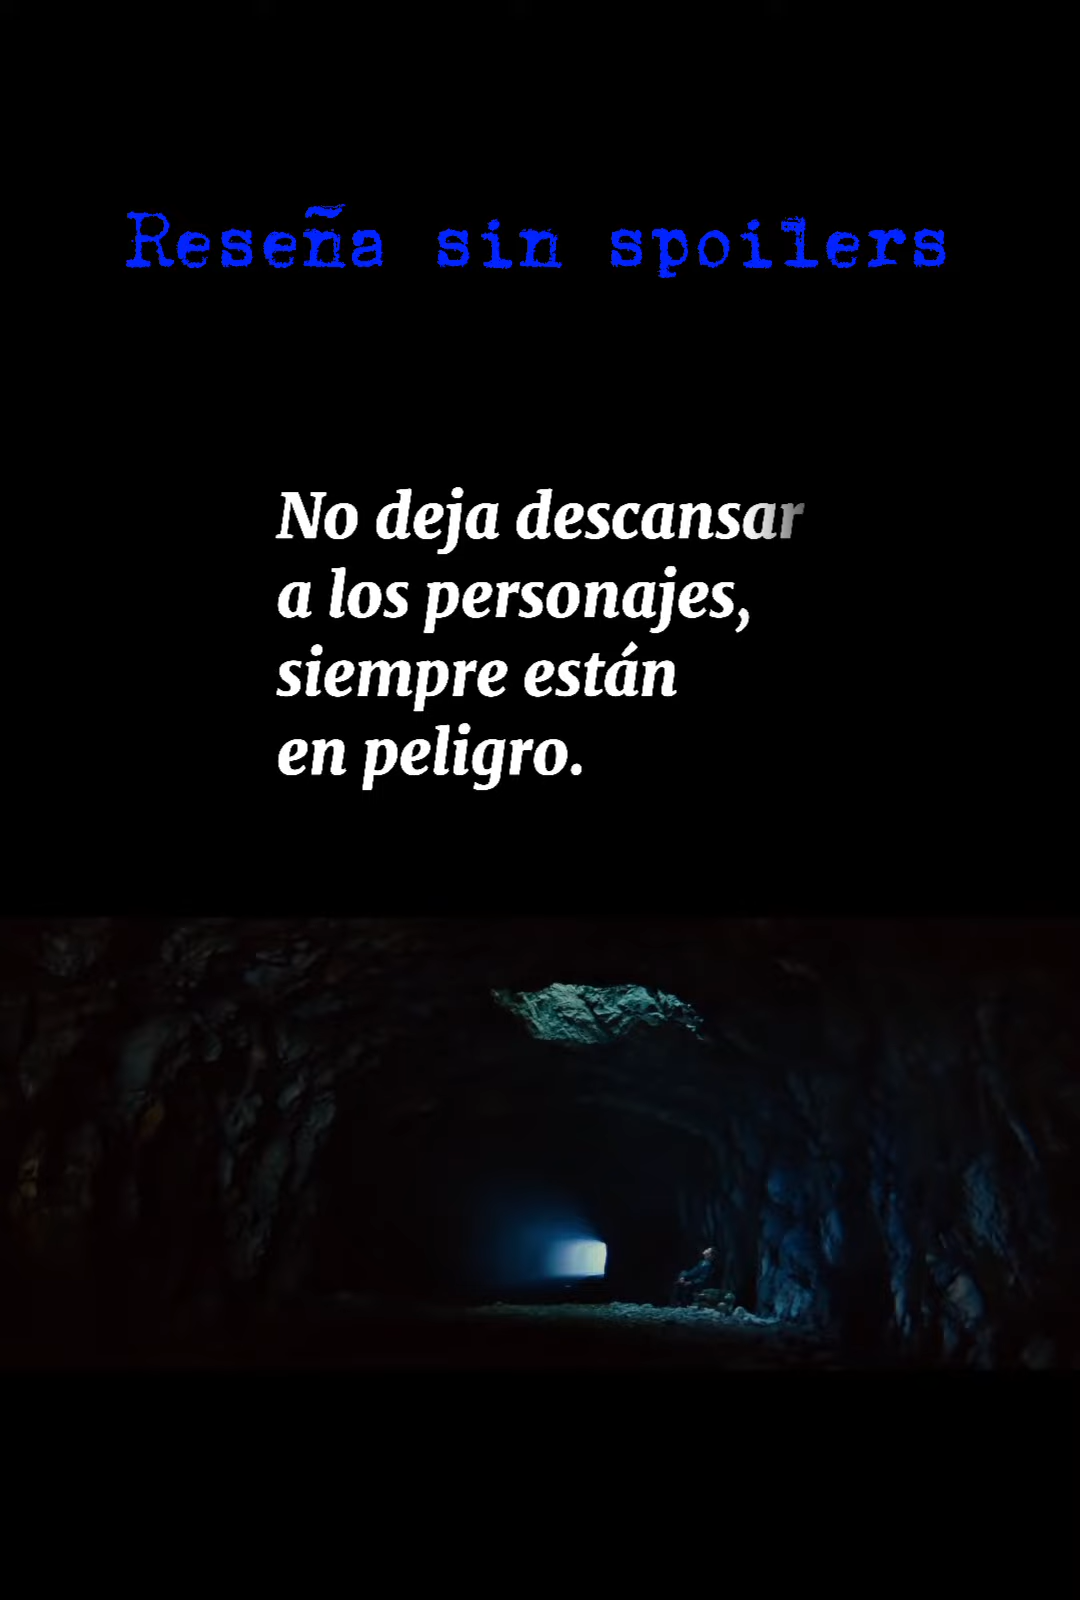 Reseña sin spoilers
No deja descansar
a los personajes,
siempre están
en peligro.